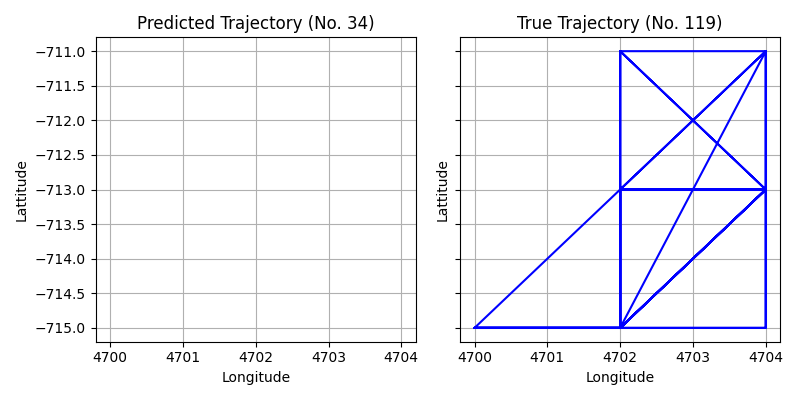 Predicted Trajectory (No. 34)
−711.0
−711.5
−712.0
−712.5
−713.0
−713.5
−714.0
−714.5
−715.0
Lattitude
4700 4701 4702 4703 4704
Longitude
True Trajectory (No. 119)
Lattitude
4700 4701 4702 4703 4704
Longitude